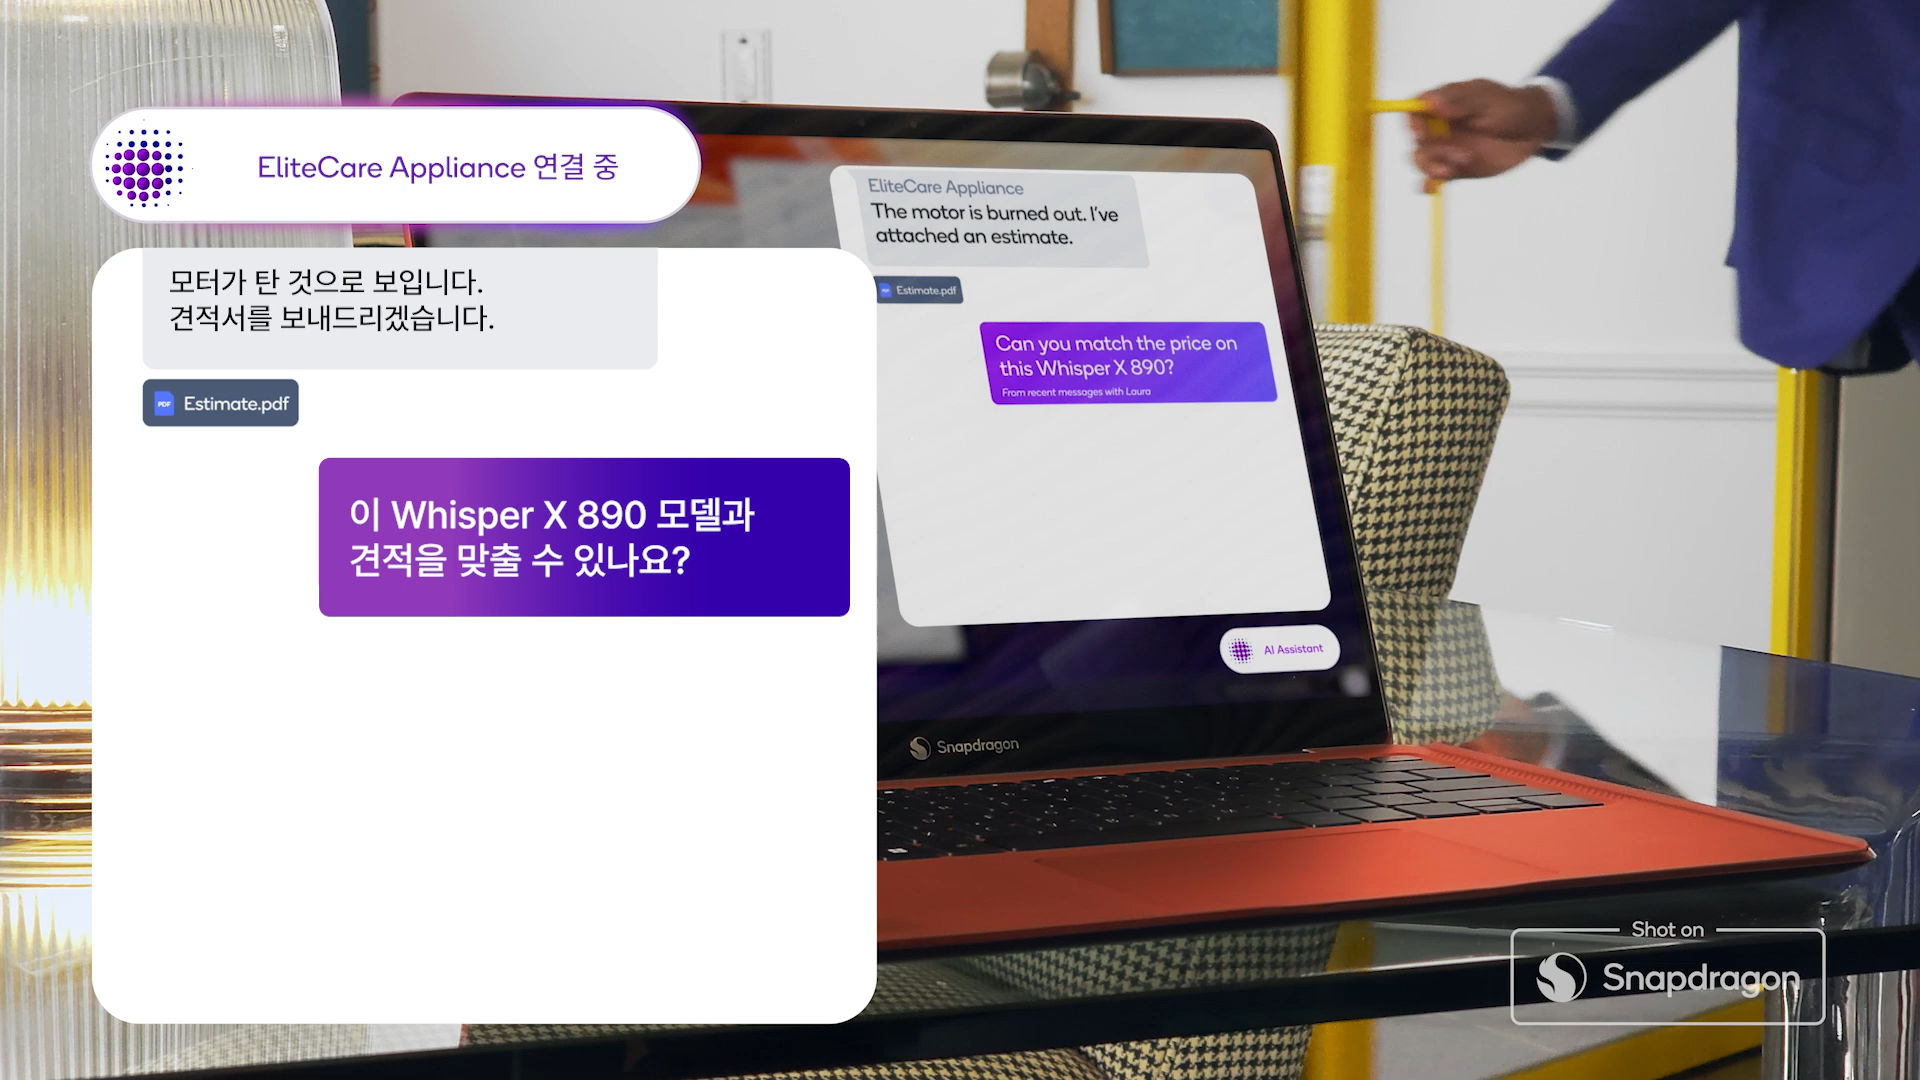 EliteCare Appliance 연결 중
모터가 탄 것으로 보입니다.
견적서를 보내드리겠습니다.
PDF Estimate.pdf
이 Whisper X 890 모델과
견적을 맞출 수 있나요?
EliteCare Appliance
The motor is burned out. I've
attached an estimate.
PDF Estimate.pdf
Can you match the price on
this Whisper X 890?
From recent messages with Laura
AI Assistant
Snapdragon
Shot on
Snapdragon